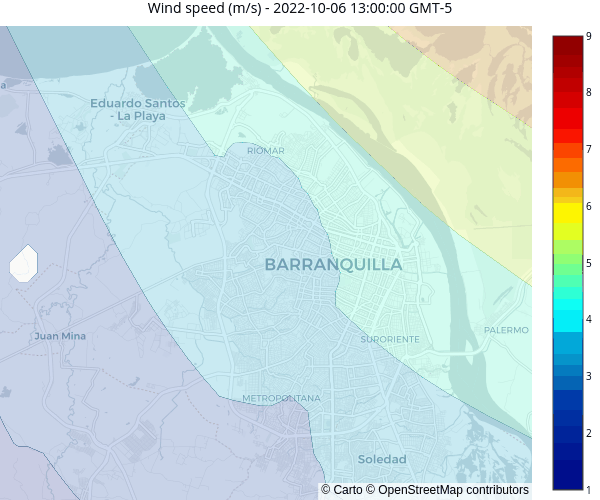 Wind speed (m/s) - 2022-10-06 13:00:00 GMT-5
9
a
8
Eduardo Santos
- La Playa
RIOMAR
7
6
BARRANQUILLA
5
4
Juan Mina
PALERMO
SURORIENTE
3
METROPOLITANA
2
Soledad
© Carto © OpenStreetMap contributors
1